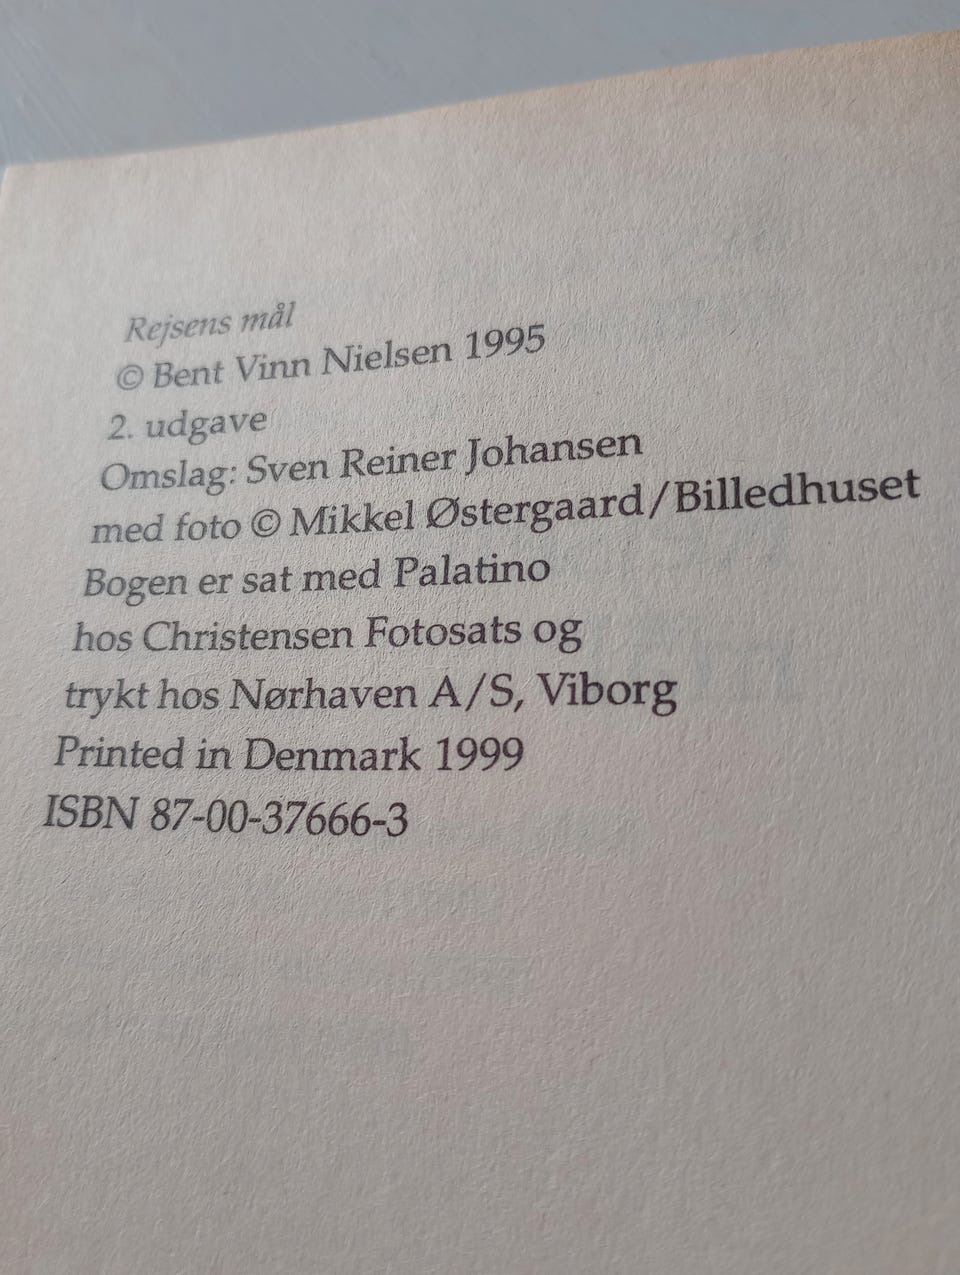 Rejsens mål
© Bent Vinn Nielsen 1995
2. udgave
Omslag: Sven Reiner Johansen
med foto © Mikkel Østergaard/Billedhuset
Bogen er sat med Palatino
hos Christensen Fotosats og
trykt hos Nørhaven A/S, Viborg
Printed in Denmark 1999
ISBN 87-00-37666-3